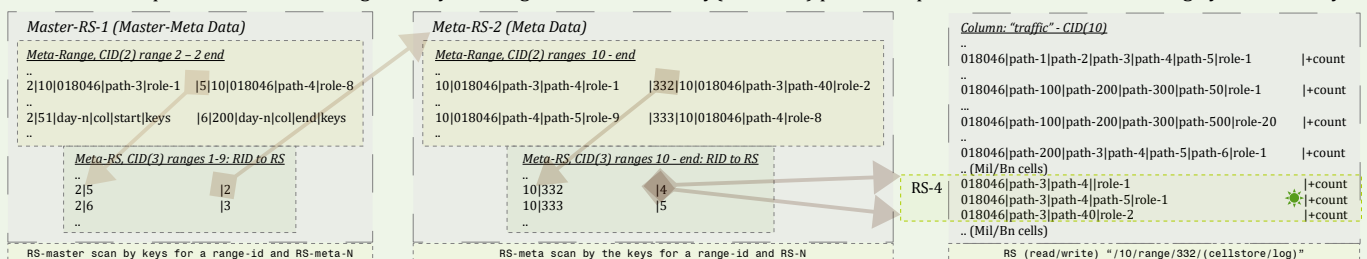 Master-RS-1 (Master-Meta Data)
Meta-Range, CID(2) range 2 – 2 end
..
2|10|018046|path-3|role-1 |5|10|018046|path-4|role-8
..
2|51|day-n|col|start|keys |6|200|day-n|col|end|keys
..
Meta-RS, CID(3) ranges 1-9: RID to RS
..
2|5 |2
2|6 |3
..
RS-master scan by keys for a range-id and RS-meta-N
Meta-RS-2 (Meta Data)
Meta-Range, CID(2) ranges 10 - end
..
10|018046|path-3|path-4|role-1 |332|10|018046|path-3|path-40|role-2
..
10|018046|path-4|path-5|role-9 |333|10|018046|path-4|role-8
..
Meta-RS, CID(3) ranges 10 - end: RID to RS
..
10|332 |4
10|333 |5
..
RS-meta scan by the keys for a range-id and RS-N
Column: “traffic” - CID(10)
..
018046|path-1|path-2|path-3|path-4|path-5|role-1 |+count
..
018046|path-100|path-200|path-300|path-50|role-1 |+count
...
018046|path-100|path-200|path-300|path-500|role-20 |+count
..
018046|path-200|path-3|path-4|path-5|path-6|role-1 |+count
.. (Mil/Bn cells)
RS-4
018046|path-3|path-4||role-1 |+count
018046|path-3|path-4|path-5|role-1 |+count
018046|path-3|path-40|role-2 |+count
.. (Mil/Bn cells)
RS (read/write) “/10/range/332/(cellstore/log)”